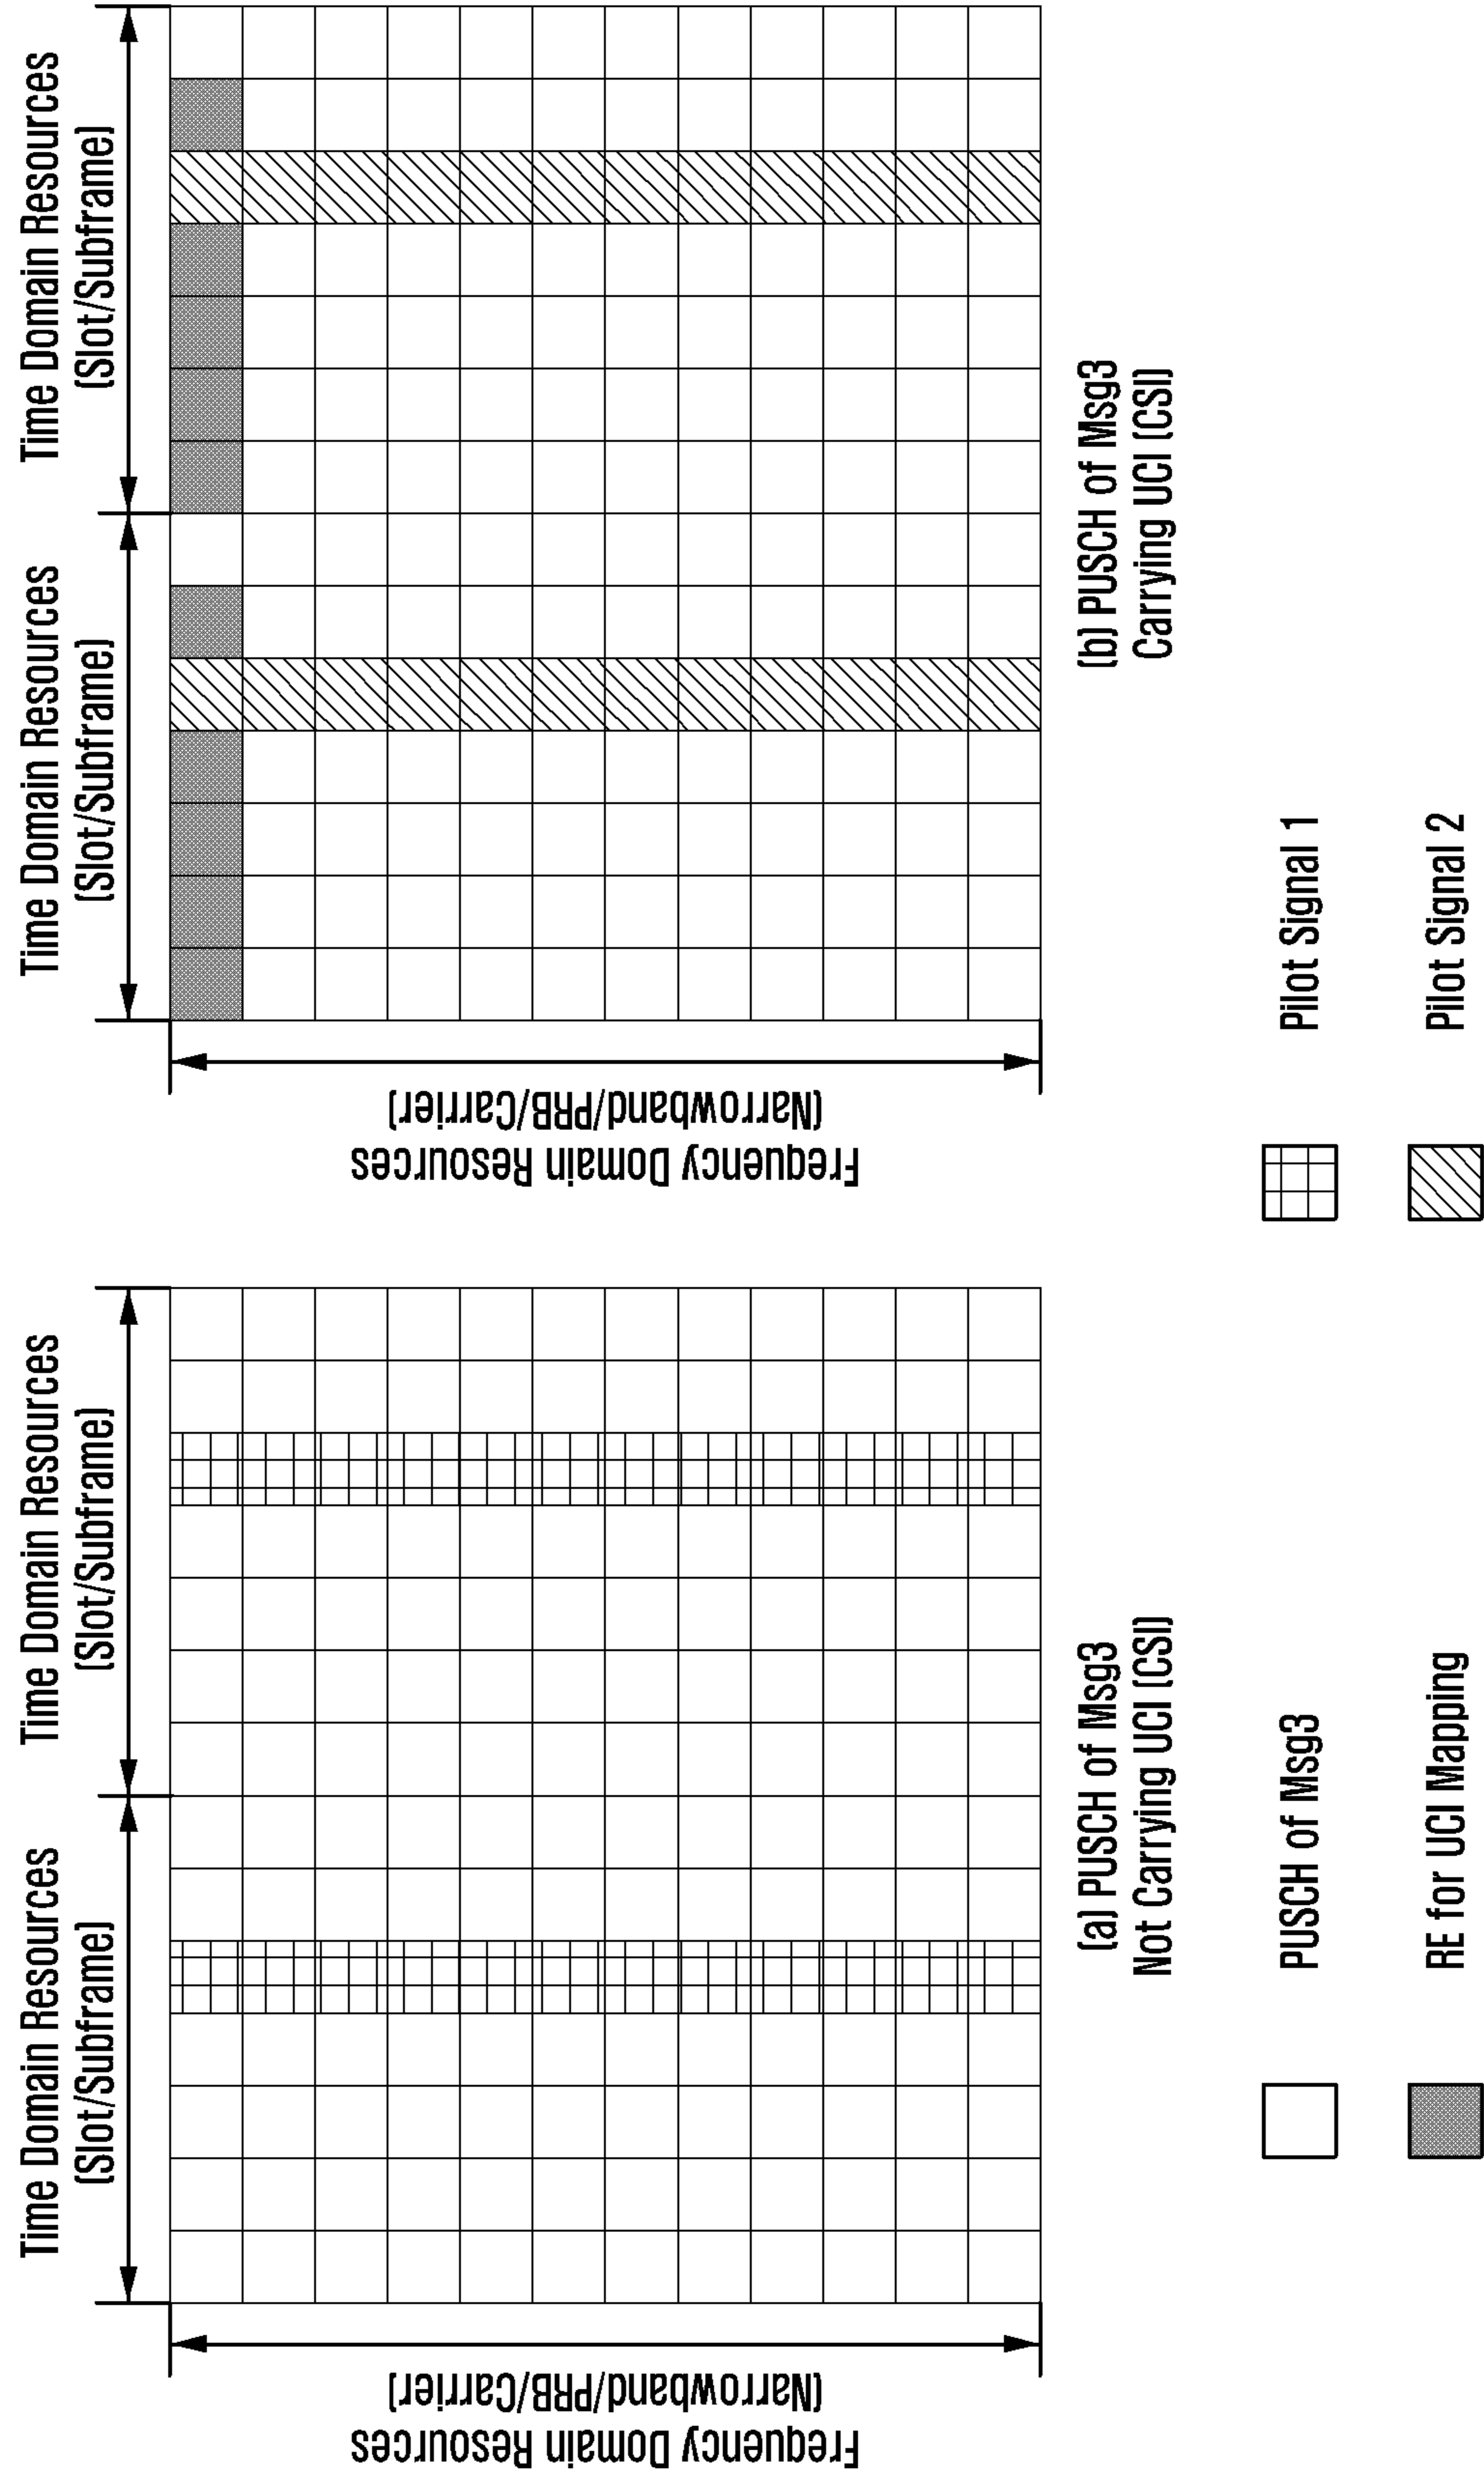 Time Domain Resources
(Slot/Subframe)
Time Domain Resources
(Slot/Subframe)
Frequency Domain Resources
(Narrowband/PRB/Carrier)
(a) PUSCH of Msg3
Not Carrying UCI (CSI)
Time Domain Resources
(Slot/Subframe)
Time Domain Resources
(Slot/Subframe)
Frequency Domain Resources
(Narrowband/PRB/Carrier)
(b) PUSCH of Msg3
Carrying UCI (CSI)
PUSCH of Msg3
Pilot Signal 1
RE for UCI Mapping
Pilot Signal 2